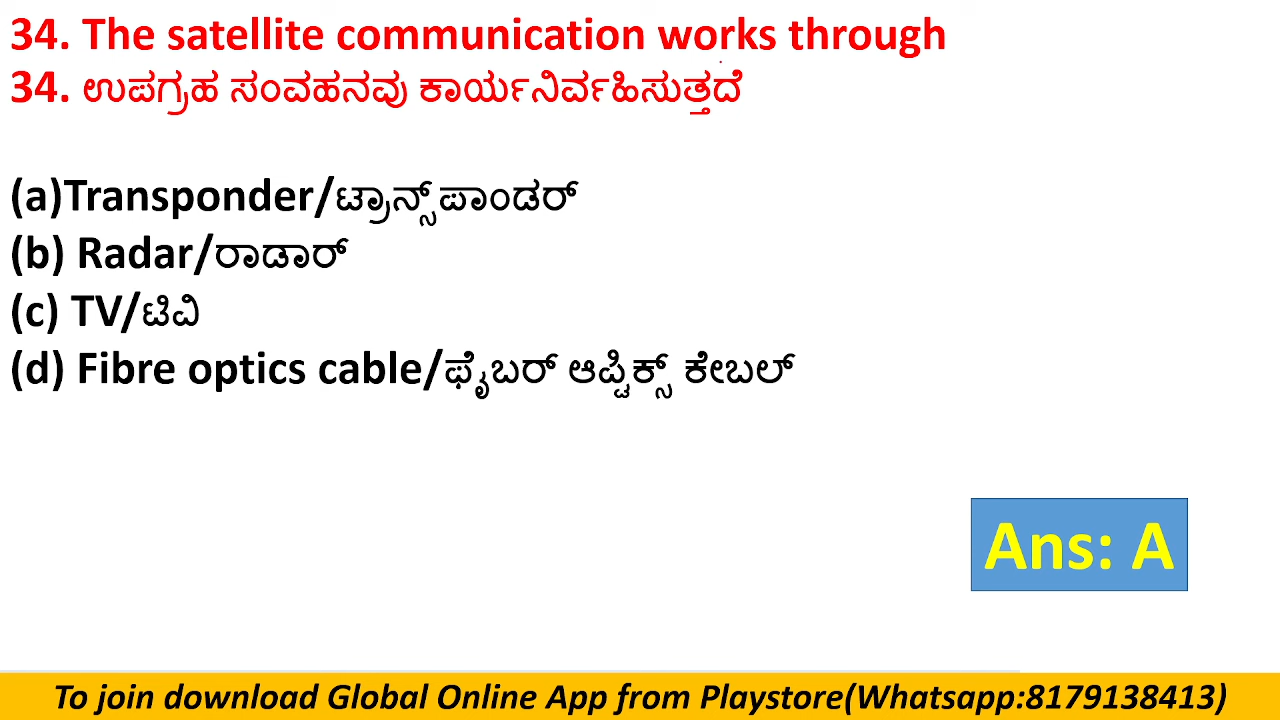 34. The satellite communication works through
34. ಉಪಗ್ರಹ ಸಂವಹನವು ಕಾರ್ಯನಿರ್ವಹಿಸುತ್ತದೆ
(a)Transponder/ಟ್ರಾನ್ಸ್‌ಪಾಂಡರ್
(b) Radar/ರಾಡಾರ್
(c) TV/ಟಿವಿ
(d) Fibre optics cable/ಫೈಬರ್ ಆಪ್ಟಿಕ್ಸ್ ಕೇಬಲ್
Ans: A
To join download Global Online App from Playstore(Whatsapp:8179138413)